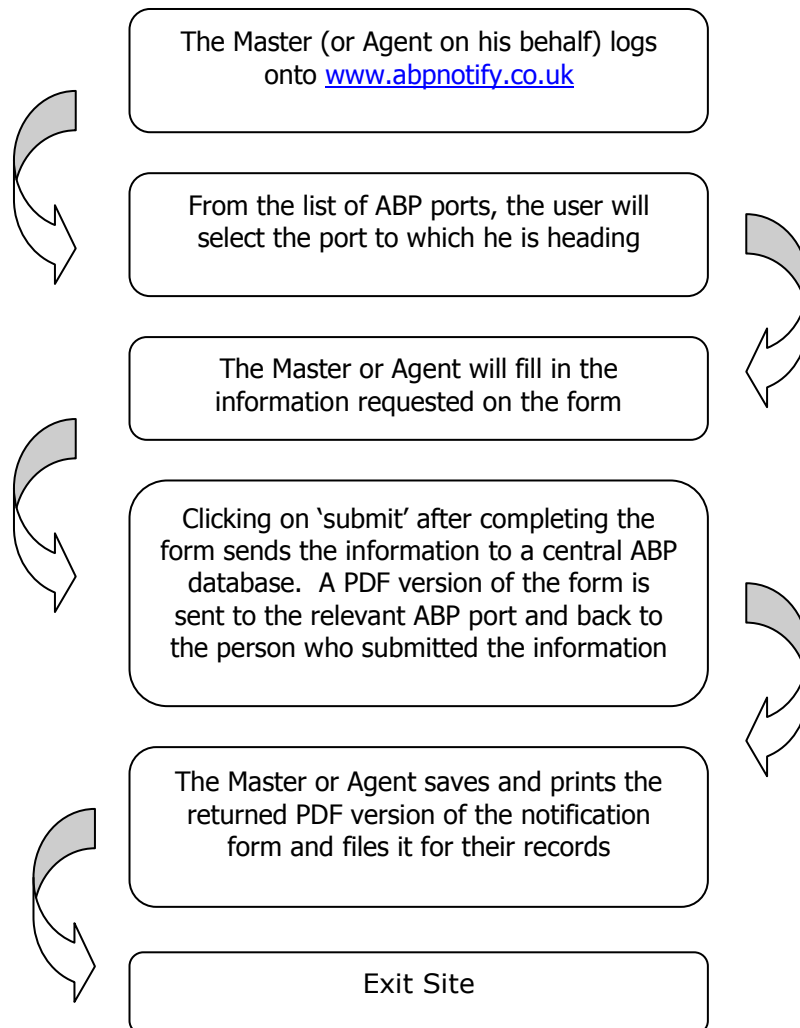 The Master (or Agent on his behalf) logs
onto www.abpnotify.co.uk
From the list of ABP ports, the user will
select the port to which he is heading
The Master or Agent will fill in the
information requested on the form
Clicking on ‘submit’ after completing the
form sends the information to a central ABP
database.  A PDF version of the form is
sent to the relevant ABP port and back to
the person who submitted the information
The Master or Agent saves and prints the
returned PDF version of the notification
form and files it for their records
Exit Site